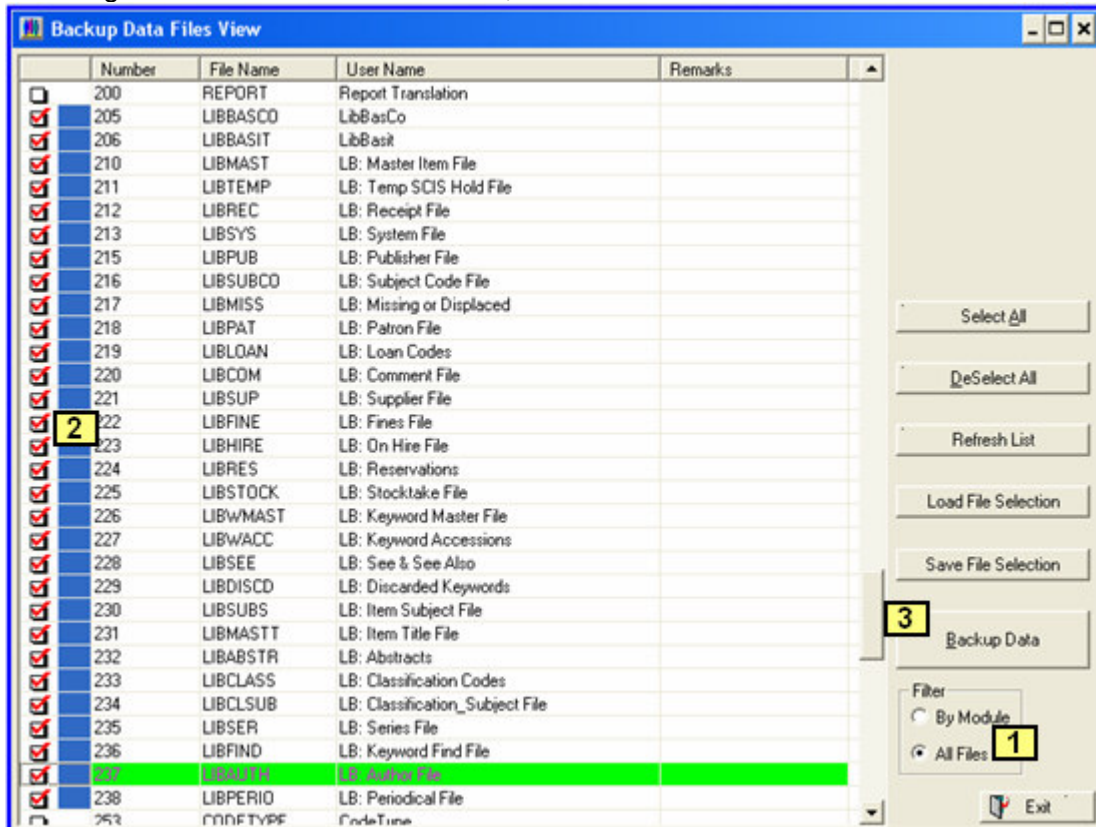 Backup Data Files View
Number File Name User Name Remarks
200 REPORT Report Translation
205 LIBBASCO LibBasCo
206 LIBBASIT LibBasit
210 LIBMAST LB: Master Item File
211 LIBTEMP LB: Temp SCIS Hold File
212 LIBREC LB: Receipt File
213 LIBSYS LB: System File
215 LIBPUB LB: Publisher File
216 LIBSUBCO LB: Subject Code File
217 LIBMISS LB: Missing or Displaced
218 LIBPAT LB: Patron File
219 LIBLOAN LB: Loan Codes
220 LIBCOM LB: Comment File
221 LIBSUP LB: Supplier File
222 LIBFINE LB: Fines File
2
223 LIBHIRE LB: On Hire File
224 LIBRES LB: Reservations
225 LIBSTOCK LB: Stocktake File
226 LIBWMAST LB: Keyword Master File
227 LIBWACC LB: Keyword Accessions
228 LIBSEE LB: See & See Also
229 LIBDISCD LB: Discarded Keywords
230 LIBSUBS LB: Item Subject File
231 LIBMASTT LB: Item Title File
232 LIBABSTR LB: Abstracts
233 LIBCLASS LB: Classification Codes
234 LIBCLSUB LB: Classification_Subject File
235 LIBSER LB: Series File
236 LIBFIND LB: Keyword Find File
237 LIBAUTH LB: Author File
238 LIBPERIO LB: Periodical File
253 CODETYPE CodeType
Select All
DeSelect All
Refresh List
Load File Selection
Save File Selection
3
Backup Data
Filter
By Module
All Files
1
Exit